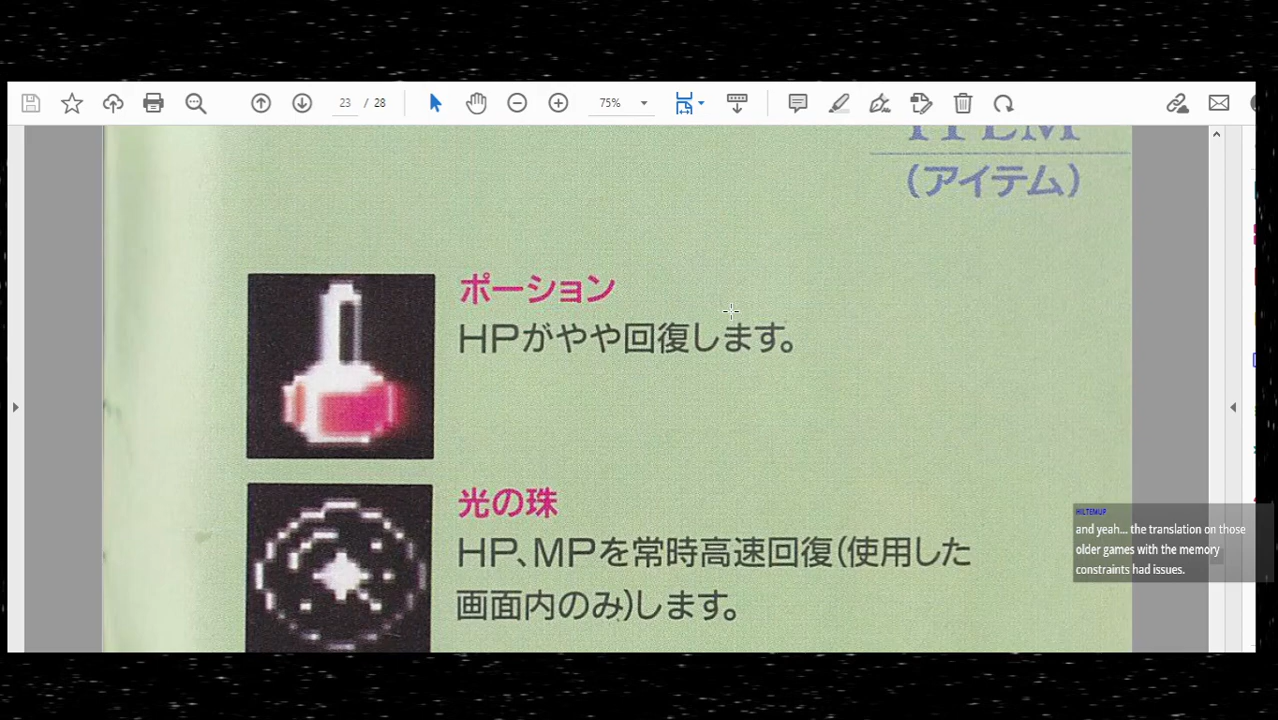 23 / 28
75%
ITEM
(アイテム)
ポーション
HPがやや回復します。
光の珠
HP、MPを常時高速回復(使用した
画面内のみ)します。
HILTENUP
and yeah... the translation on those
older games with the memory
constraints had issues.